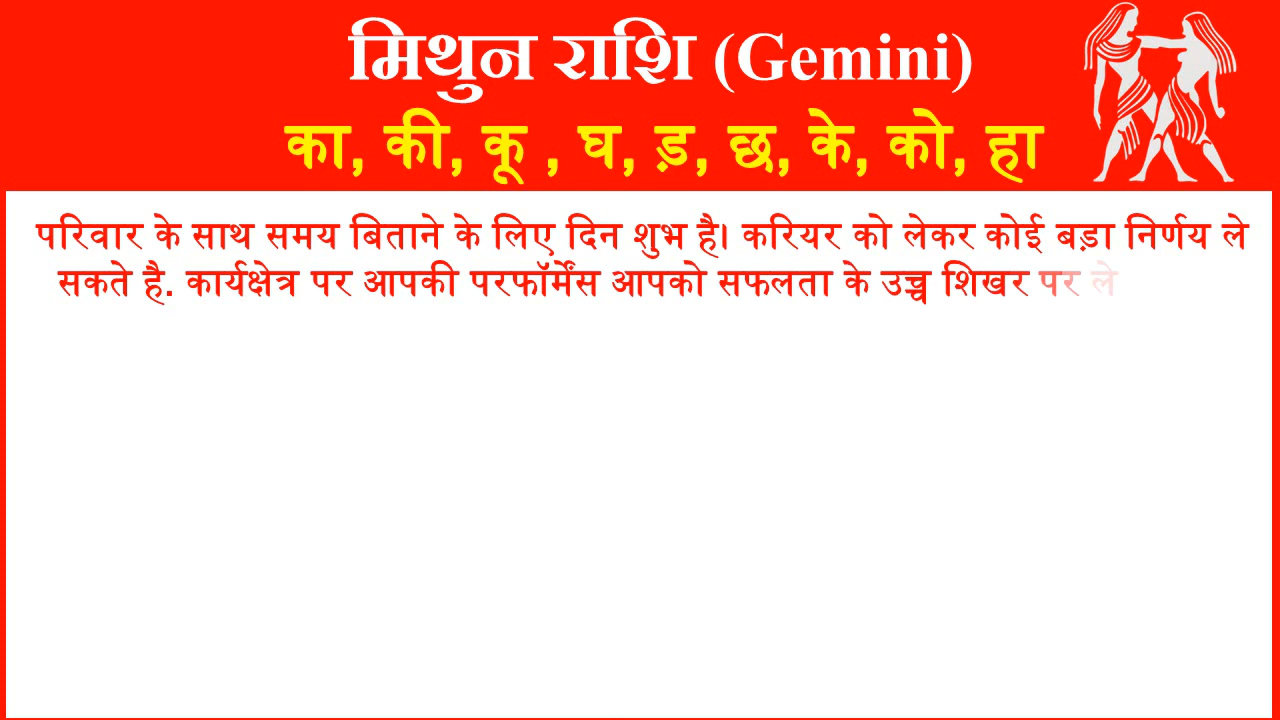 मिथुन राशि (Gemini)
का, की, कू , घ, ड़, छ, के, को, हा
परिवार के साथ समय बिताने के लिए दिन शुभ है। करियर को लेकर कोई बड़ा निर्णय ले
सकते है. कार्यक्षेत्र पर आपकी परफॉर्मेंस आपको सफलता के उच्च शिखर पर ले